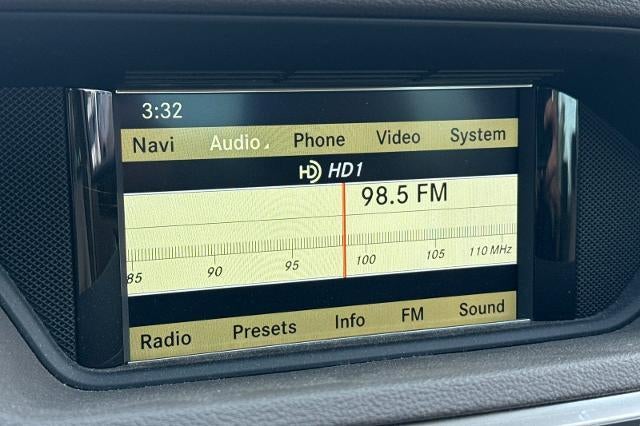 3:32
Navi Audio Phone Video System
HD HD1
98.5 FM
85 90 95 100 105 110 MHz
Radio Presets Info FM Sound